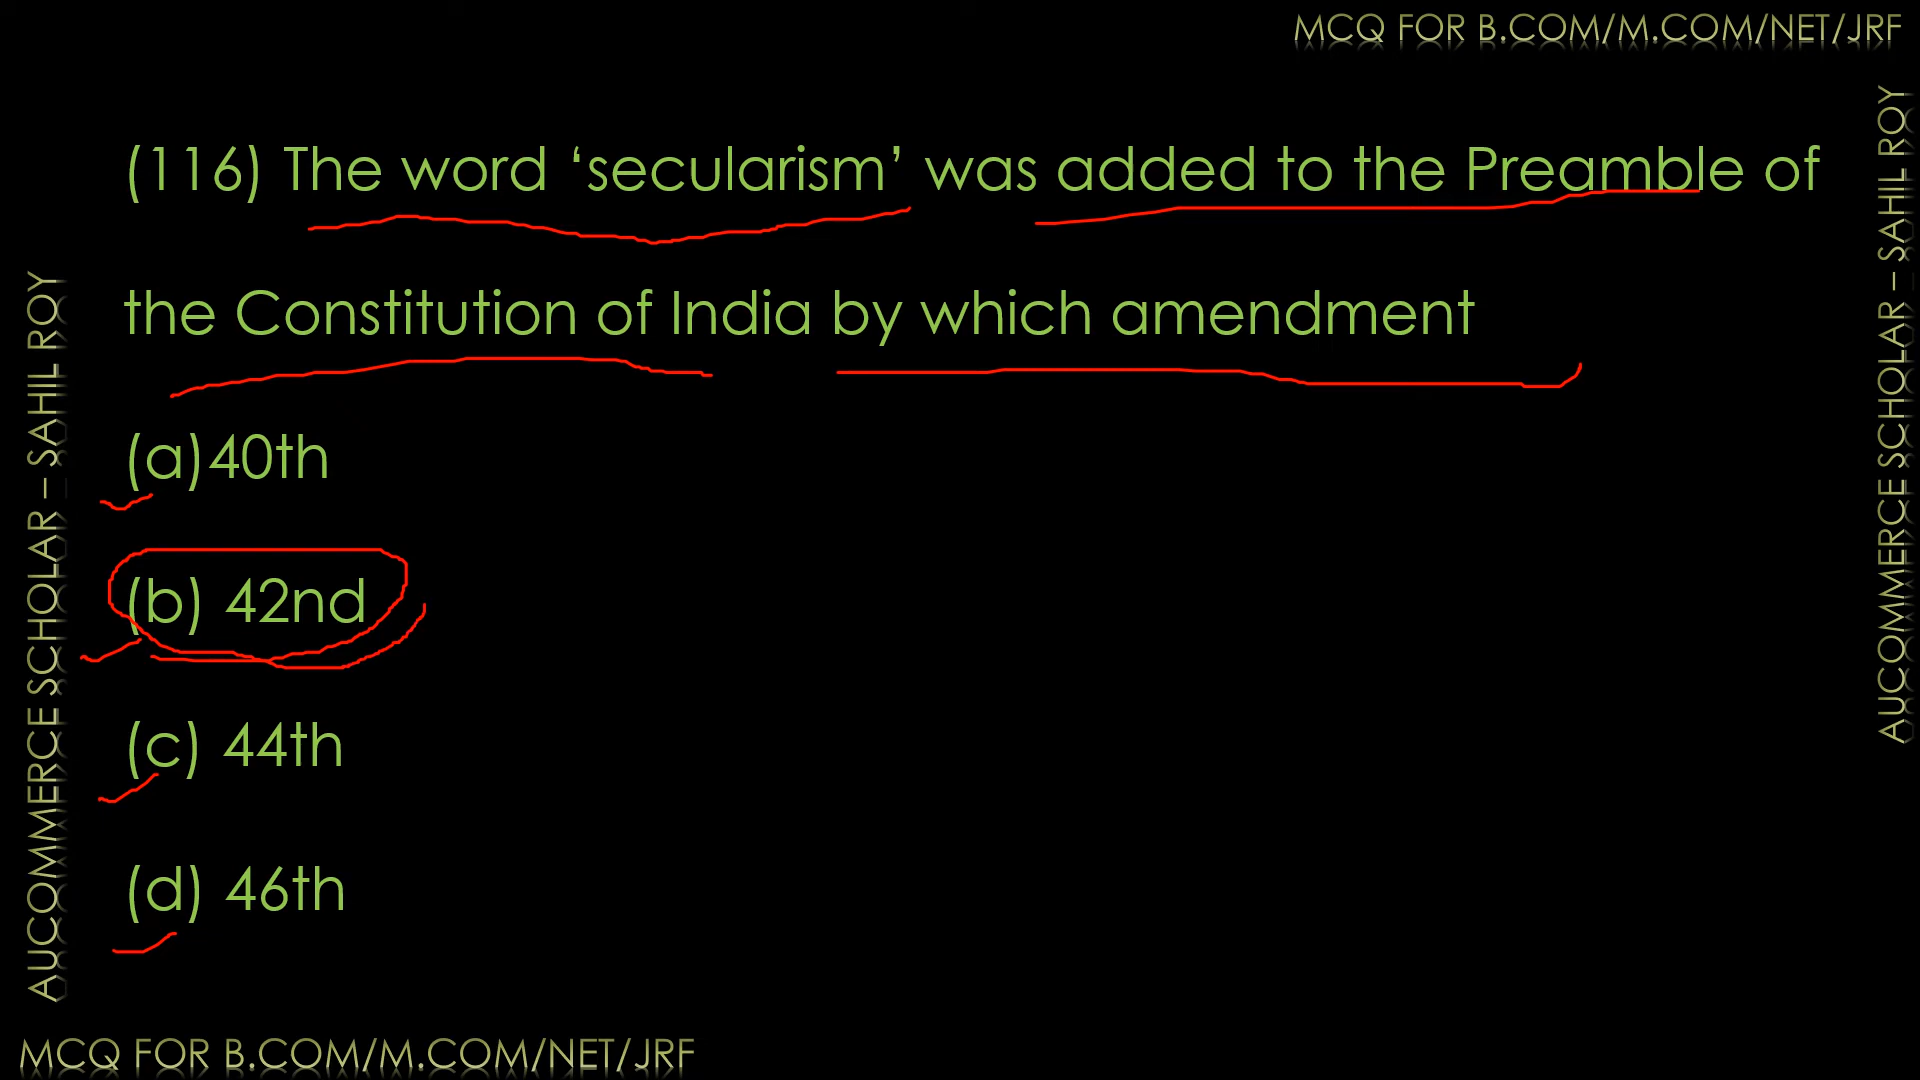 MCQ FOR B.COM/M.COM/NET/JRF
(116) The word ‘secularism’ was added to the Preamble of
the Constitution of India by which amendment
(a)40th
(b) 42nd
(c) 44th
(d) 46th
AUCOMMERCE SCHOLAR – SAHIL ROY
AUCOMMERCE SCHOLAR – SAHIL ROY
MCQ FOR B.COM/M.COM/NET/JRF